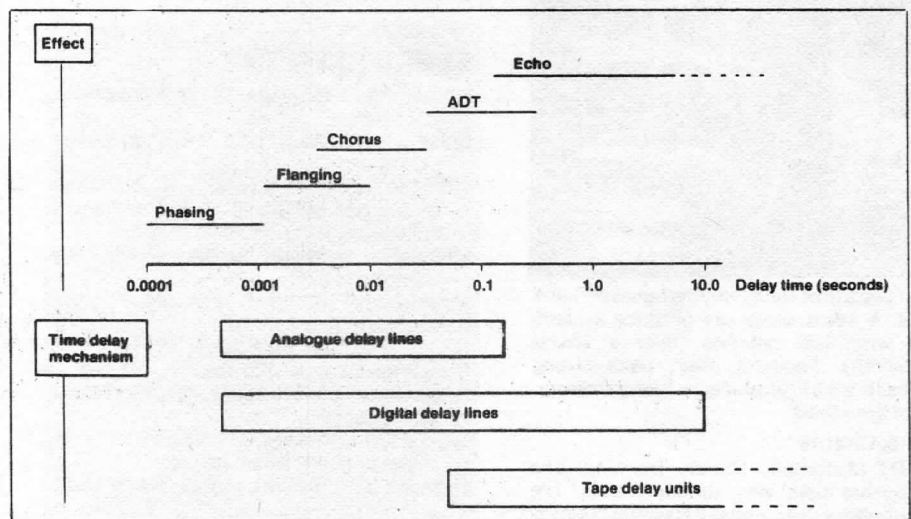 Effect
Echo
ADT
Chorus
Flanging
Phasing
0.0001 0.001 0.01 0.1 1.0 10.0 Delay time (seconds)
Time delay
mechanism
Analogue delay lines
Digital delay lines
Tape delay units